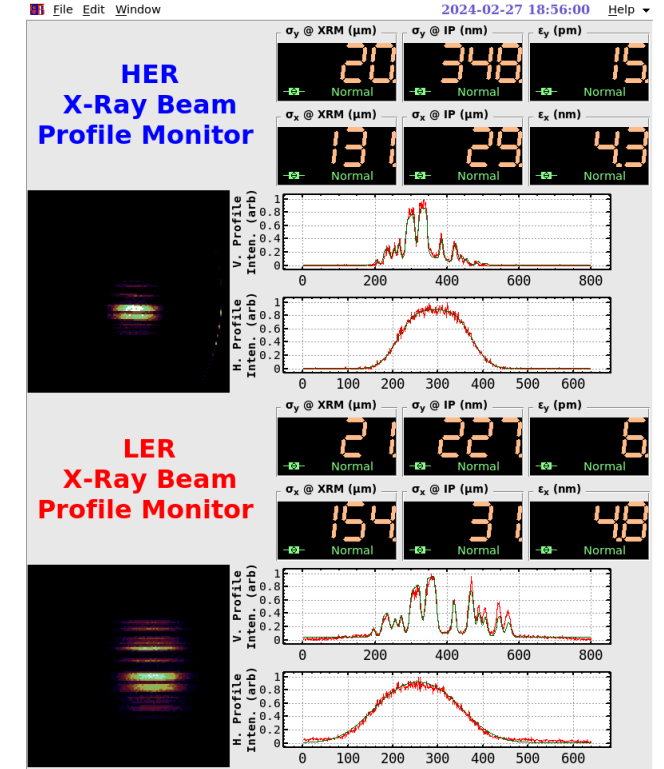 File Edit Window 2024-02-27 18:56:00 Help
HER
X-Ray Beam
Profile Monitor
σy @ XRM (μm) σy @ IP (nm) εy (pm)
20. 348 15.
Normal Normal Normal
σx @ XRM (μm) σx @ IP (μm) εx (nm)
131 29. 4.3
Normal Normal Normal
V. Profile
Inten. (arb)
1
0.8
0.6
0.4
0.2
0
0 200 400 600 800
H. Profile
Inten. (arb)
1
0.8
0.6
0.4
0.2
0
0 100 200 300 400 500 600
LER
X-Ray Beam
Profile Monitor
σy @ XRM (μm) σy @ IP (nm) εy (pm)
21 227 6.
Normal Normal Normal
σx @ XRM (μm) σx @ IP (μm) εx (nm)
154 31 4.8
Normal Normal Normal
V. Profile
Inten. (arb)
1
0.8
0.6
0.4
0.2
0
0 200 400 600 800
H. Profile
Inten. (arb)
1
0.8
0.6
0.4
0.2
0
0 100 200 300 400 500 600